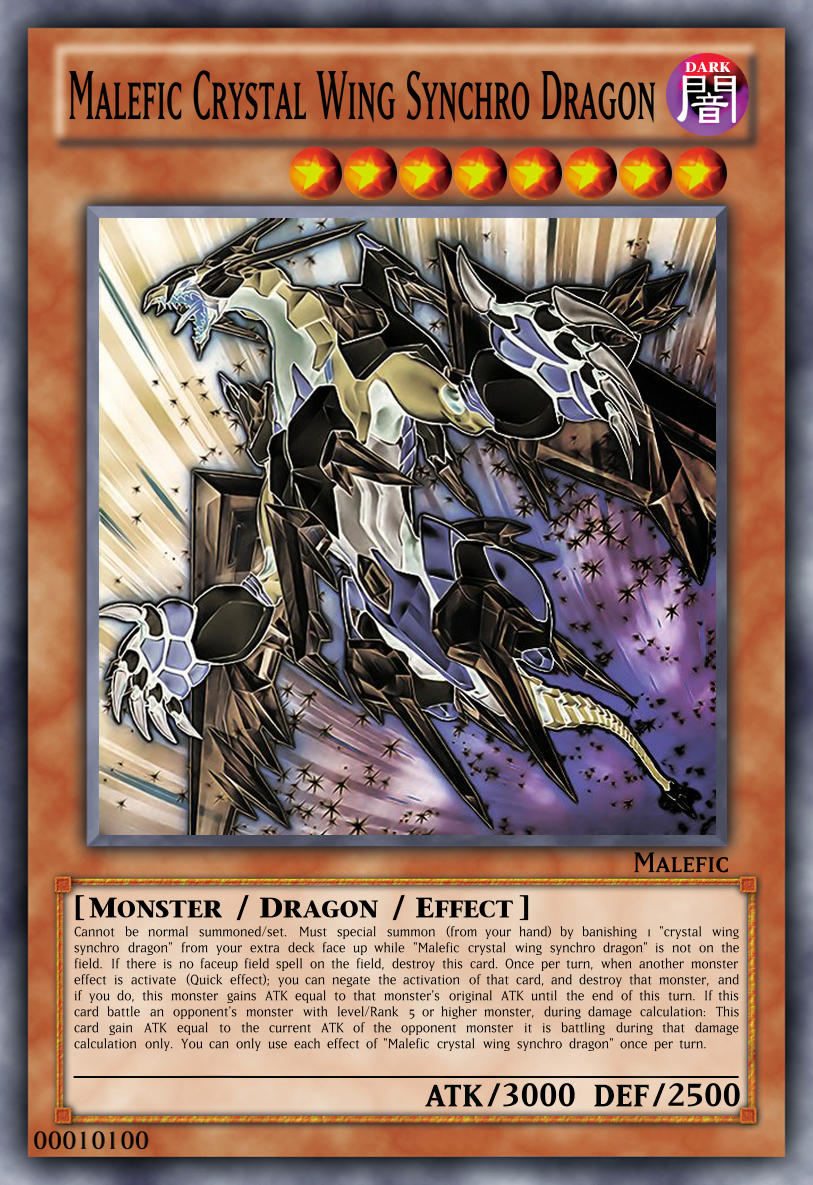 Malefic Crystal Wing Synchro Dragon
DARK
闇
Malefic
[ Monster / Dragon / Effect ]
Cannot be normal summoned/set. Must special summon (from your hand) by banishing 1 "crystal wing
synchro dragon" from your extra deck face up while "Malefic crystal wing synchro dragon" is not on the
field. If there is no faceup field spell on the field, destroy this card. Once per turn, when another monster
effect is activate (Quick effect); you can negate the activation of that card, and destroy that monster, and
if you do, this monster gains ATK equal to that monster's original ATK until the end of this turn. If this
card battle an opponent's monster with level/Rank 5 or higher monster, during damage calculation: This
card gain ATK equal to the current ATK of the opponent monster it is battling during that damage
calculation only. You can only use each effect of "Malefic crystal wing synchro dragon" once per turn.
ATK/3000 DEF/2500
00010100